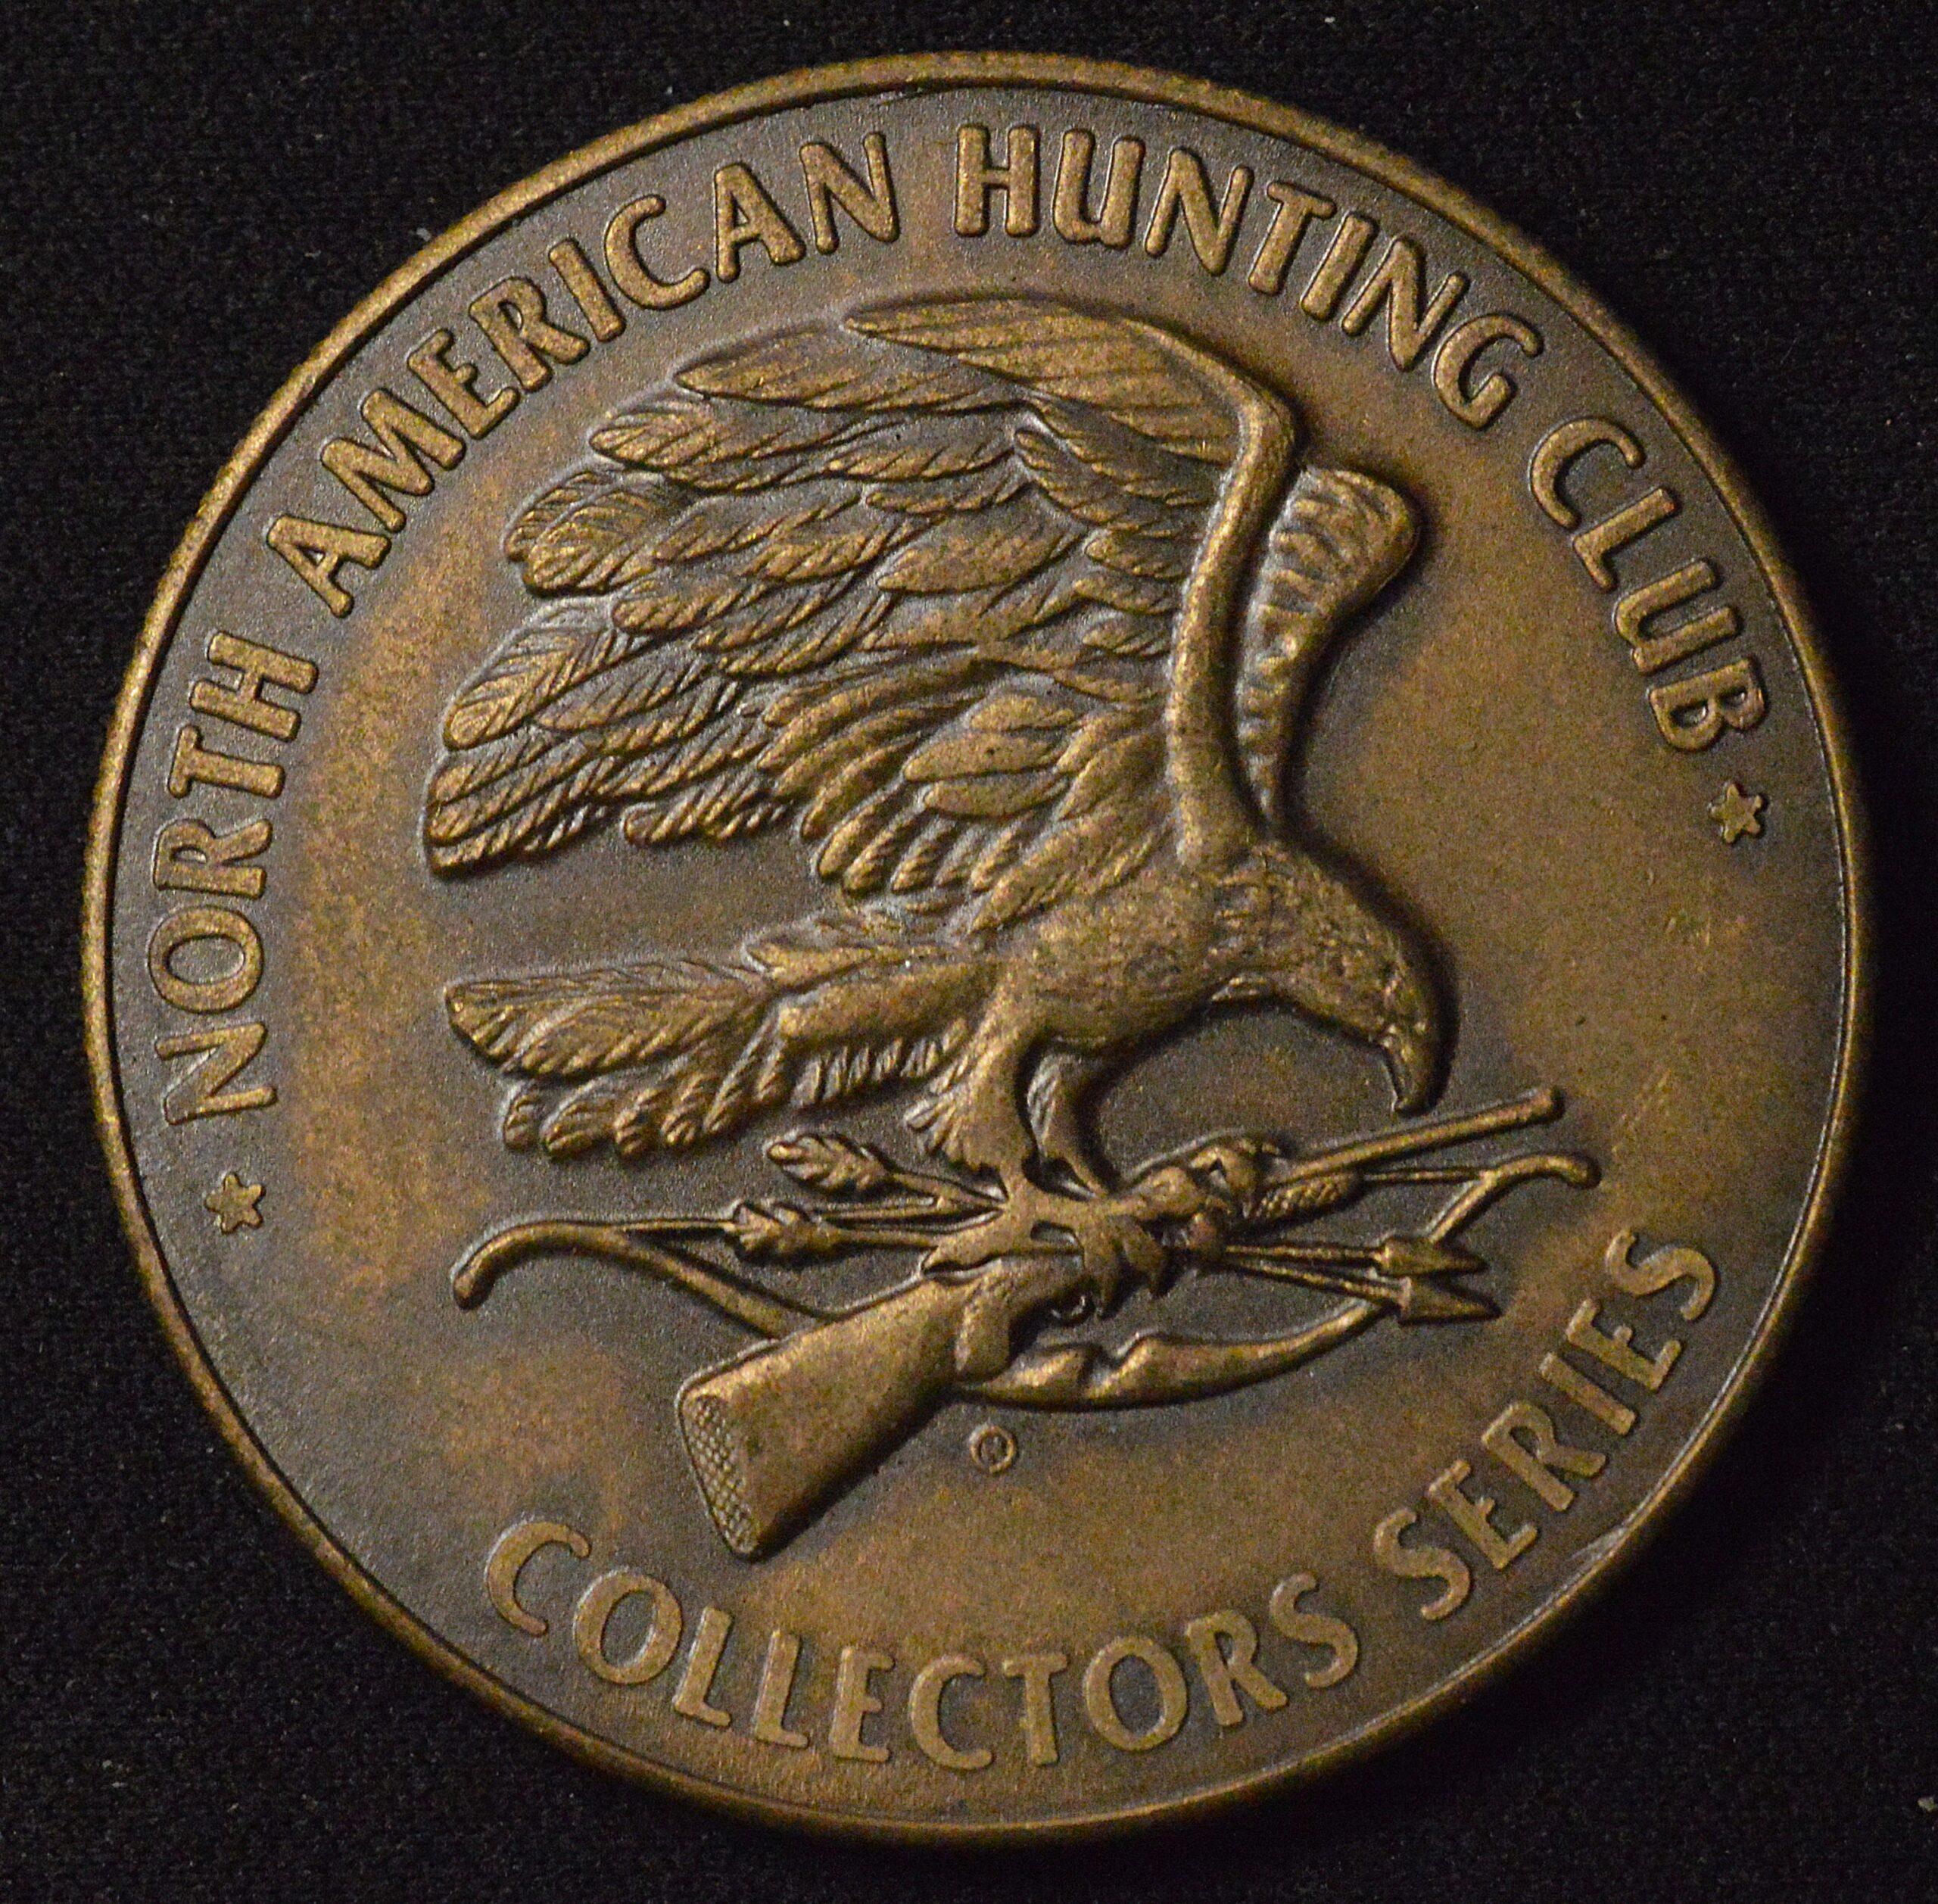 ★ NORTH AMERICAN HUNTING CLUB ★
©
COLLECTORS SERIES